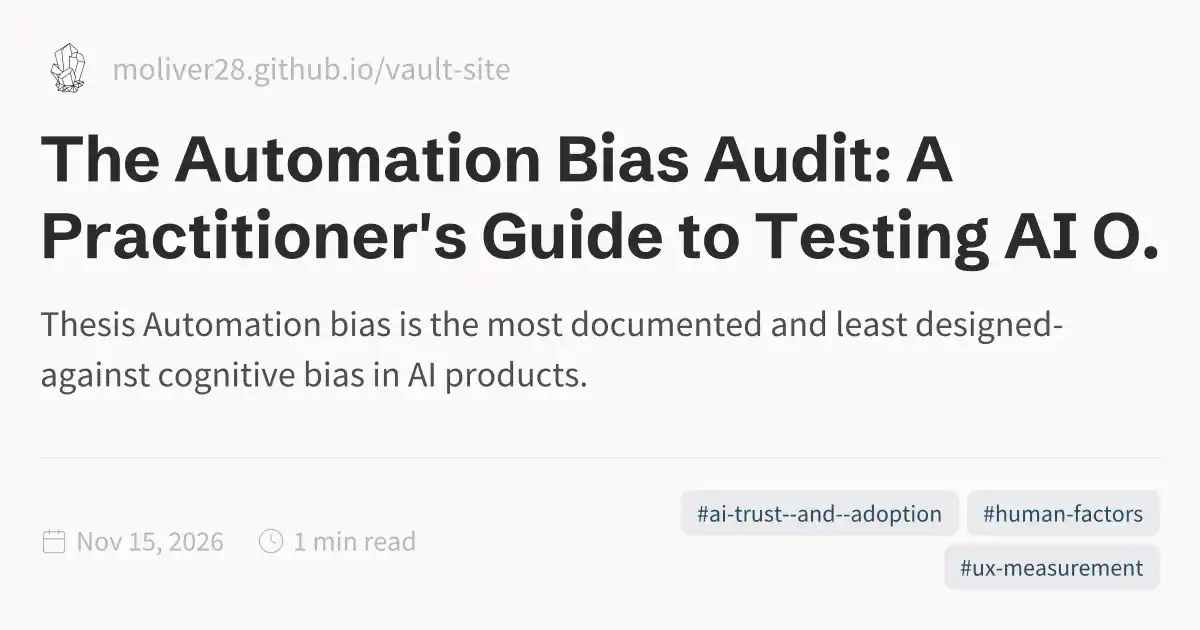 moliver28.github.io/vault-site
The Automation Bias Audit: A
Practitioner's Guide to Testing AI O.
Thesis Automation bias is the most documented and least designed-
against cognitive bias in AI products.
Nov 15, 2026 1 min read
#ai-trust--and--adoption #human-factors
#ux-measurement